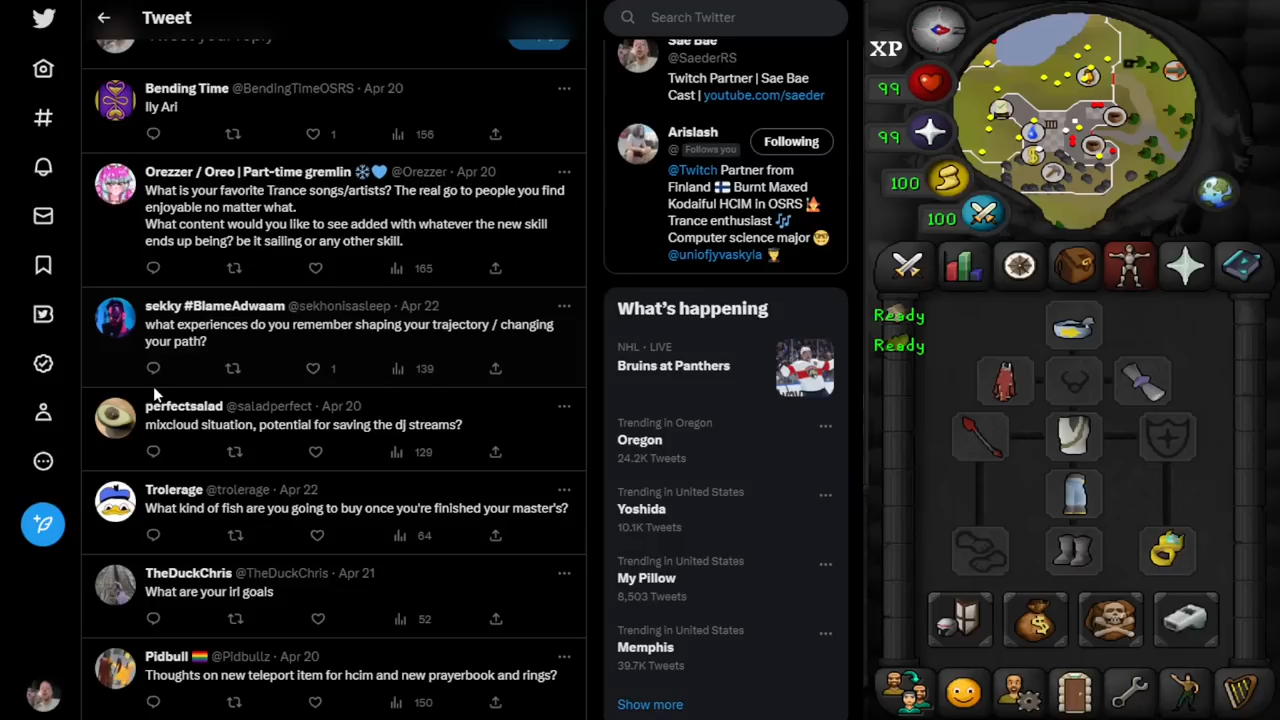 Tweet
Bending Time @BendingTimeOSRS · Apr 20
Ily Ari
1
156
Orezzer / Oreo | Part-time gremlin ❄️💙 @Orezzer · Apr 20
What is your favorite Trance songs/artists? The real go to people you find
enjoyable no matter what.
What content would you like to see added with whatever the new skill
ends up being? be it sailing or any other skill.
165
sekky #BlameAdwaam @sekhonisasleep · Apr 22
what experiences do you remember shaping your trajectory / changing
your path?
1
139
perfectsalad @saladperfect · Apr 20
mixcloud situation, potential for saving the dj streams?
129
Trolerage @trolerage · Apr 22
What kind of fish are you going to buy once you're finished your master's?
64
TheDuckChris @TheDuckChris · Apr 21
What are your irl goals
52
Pidbull 🏳️‍🌈 @Pidbullz · Apr 20
Thoughts on new teleport item for hcim and new prayerbook and rings?
150
Search Twitter
Sae Bae
@SaederRS
Twitch Partner | Sae Bae
Cast | youtube.com/saeder
Arislash
@ Follows you
Following
@Twitch Partner from
Finland 🇫🇮 Burnt Maxed
Kodaiful HCIM in OSRS
Trance enthusiast 🎶
Computer science major 🤓
@uniofjyvaskyla
What's happening
NHL · LIVE
Bruins at Panthers
Trending in Oregon
Oregon
24.2K Tweets
Trending in United States
Yoshida
10.1K Tweets
Trending in United States
My Pillow
8,503 Tweets
Trending in United States
Memphis
39.7K Tweets
Show more
XP
99
99
100
100
Ready
Ready